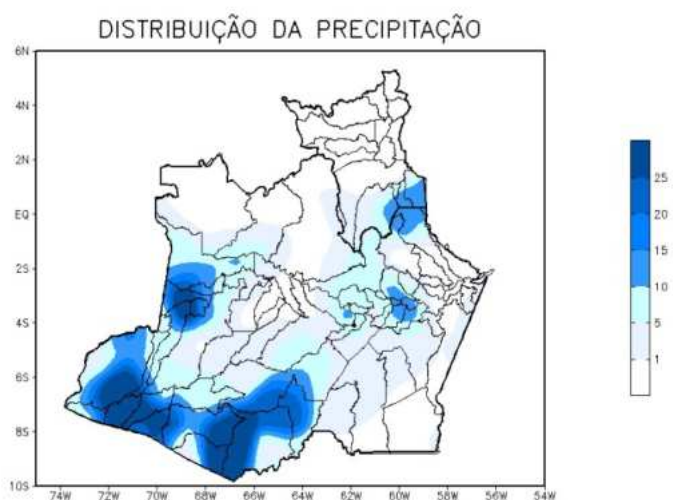 DISTRIBUIÇÃO DA PRECIPITAÇÃO
6N
4N
2N
EQ
2S
4S
6S
8S
10S
74W 72W 70W 68W 66W 64W 62W 60W 58W 56W 54W
25
20
15
10
5
1